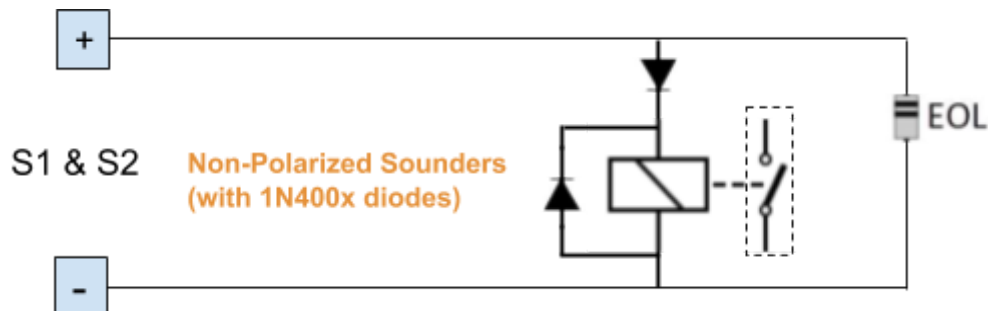 +
S1 & S2
Non-Polarized Sounders
(with 1N400x diodes)
EOL
-